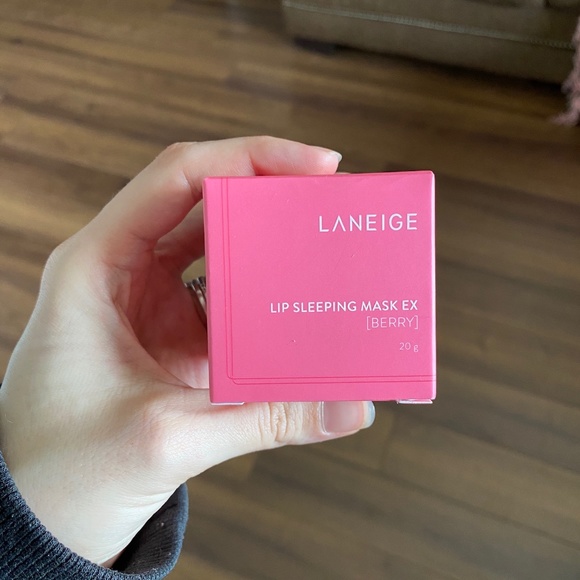 LANEIGE
LIP SLEEPING MASK EX
[BERRY]
20 g